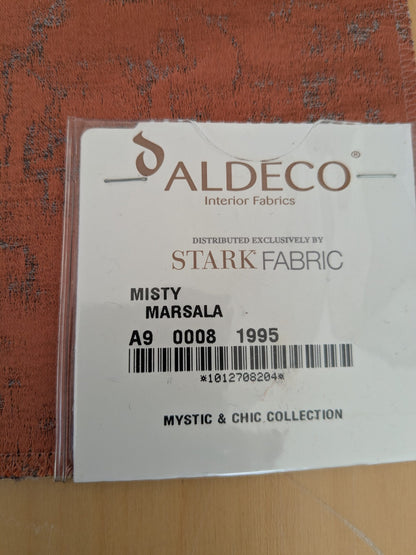 ALDECO®
Interior Fabrics
DISTRIBUTED EXCLUSIVELY BY
STARK FABRIC
MISTY
MARSALA
A9 0008 1995
*1012708204*
MYSTIC & CHIC COLLECTION